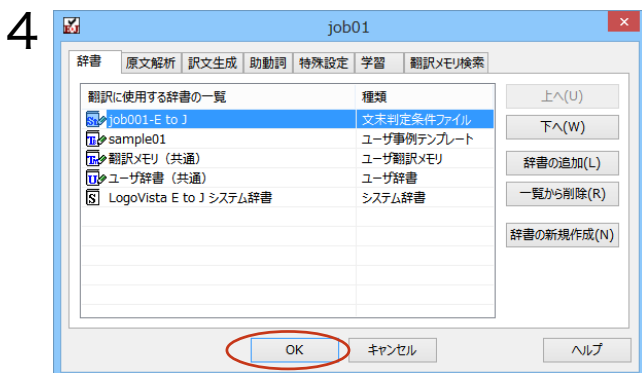 4
job01
辞書 原文解析 訳文生成 助動詞 特殊設定 学習 翻訳メモリ検索
翻訳に使用する辞書の一覧 種類
job001-E to J 文末判定条件ファイル
sample01 ユーザ事例テンプレート
翻訳メモリ（共通） ユーザ翻訳メモリ
ユーザ辞書（共通） ユーザ辞書
LogoVista E to J システム辞書 システム辞書
上へ(U)
下へ(W)
辞書の追加(L)
一覧から削除(R)
辞書の新規作成(N)
OK キャンセル ヘルプ